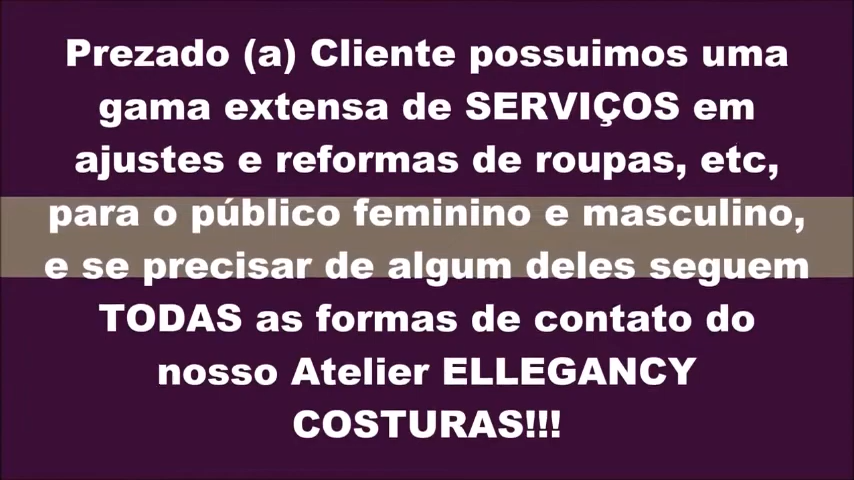 Prezado (a) Cliente possuimos uma
gama extensa de SERVIÇOS em
ajustes e reformas de roupas, etc,
para o público feminino e masculino,
e se precisar de algum deles seguem
TODAS as formas de contato do
nosso Atelier ELLEGANCY
COSTURAS!!!